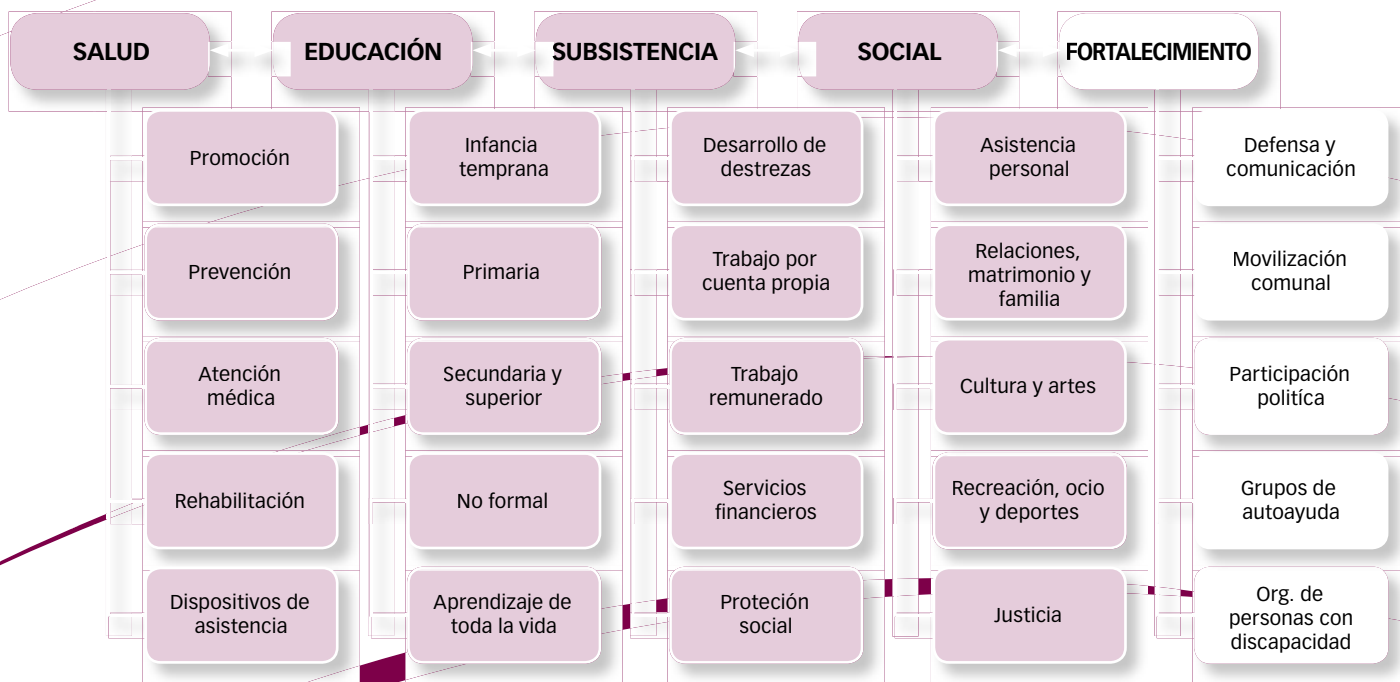 SALUD
EDUCACIÓN
SUBSISTENCIA
SOCIAL
FORTALECIMIENTO
Promoción
Prevención
Atención
médica
Rehabilitación
Dispositivos de
asistencia
Infancia
temprana
Primaria
Secundaria y
superior
No formal
Aprendizaje de
toda la vida
Desarrollo de
destrezas
Trabajo por
cuenta propia
Trabajo
remunerado
Servicios
financieros
Proteción
social
Asistencia
personal
Relaciones,
matrimonio y
familia
Cultura y artes
Recreación, ocio
y deportes
Justicia
Defensa y
comunicación
Movilización
comunal
Participación
politíca
Grupos de
autoayuda
Org. de
personas con
discapacidad